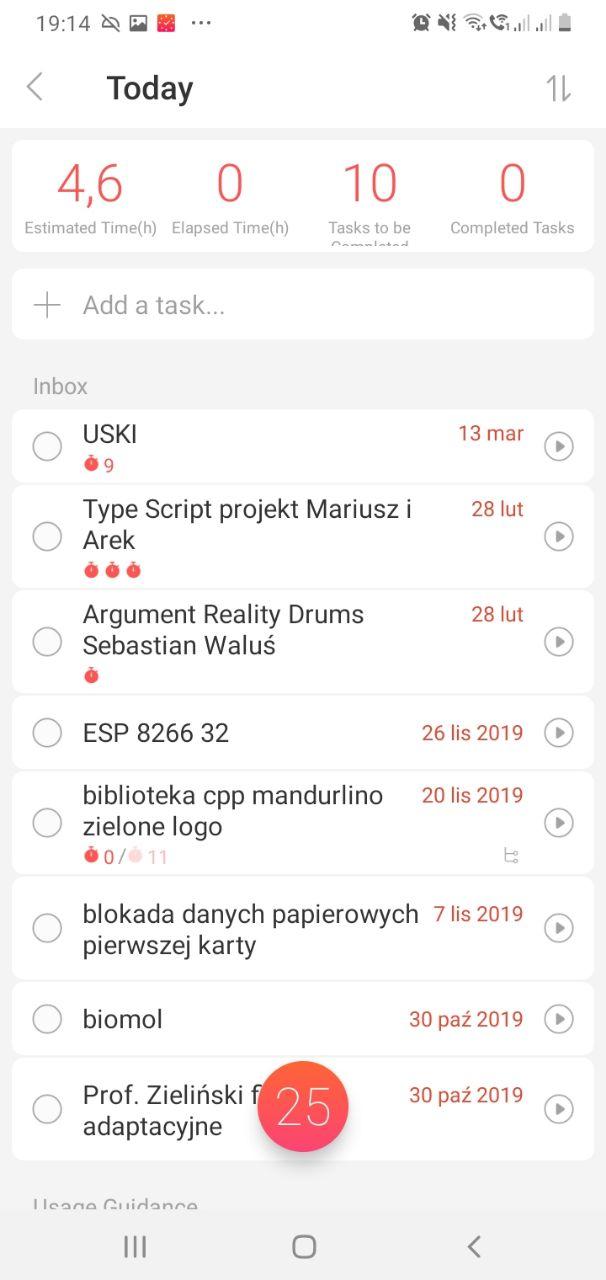 19:14
Today
4,6
0
10
0
Estimated Time(h)
Elapsed Time(h)
Tasks to be
Completed
Completed Tasks
Add a task...
Inbox
USKI
13 mar
9
Type Script projekt Mariusz i
28 lut
Arek
Argument Reality Drums
28 lut
Sebastian Waluś
ESP 8266 32
26 lis 2019
biblioteka cpp mandurlino
20 lis 2019
zielone logo
0/11
blokada danych papierowych
7 lis 2019
pierwszej karty
biomol
30 paź 2019
Prof. Zieliński
30 paź 2019
adaptacyjne
25
Usage Guidance